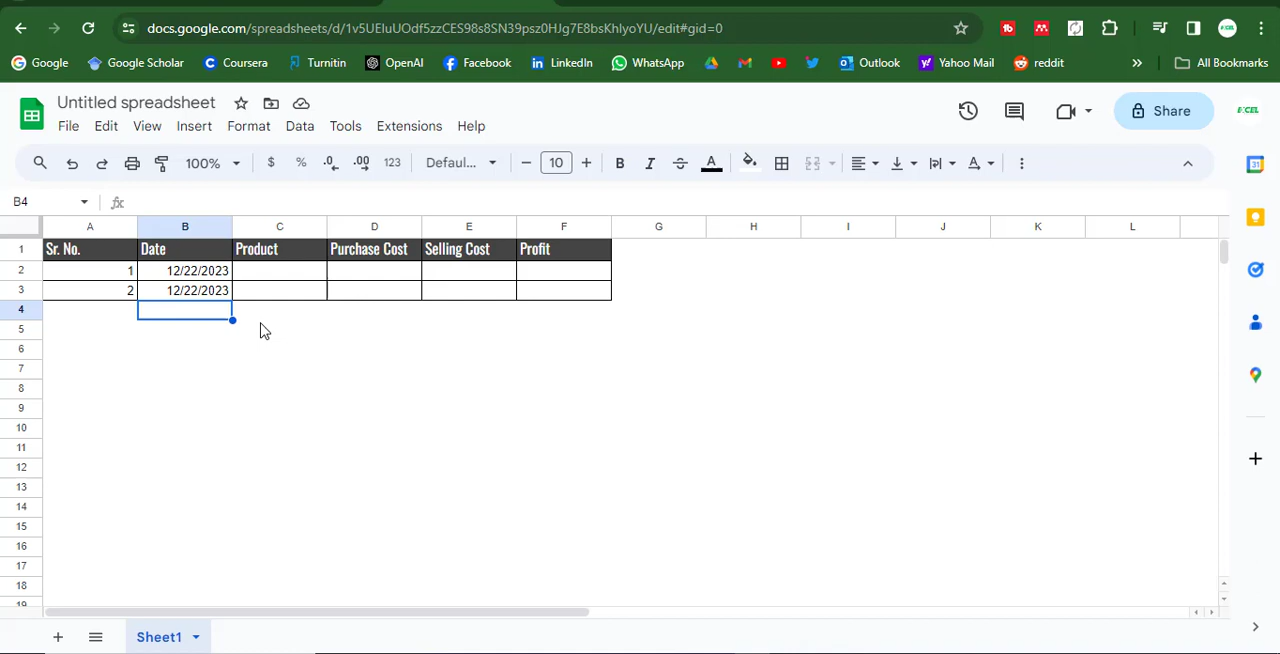 docs.google.com/spreadsheets/d/1v5UEluUOdf5zzCES98s8SN39psz0HJg7E8bsKhlyoYU/edit#gid=0
Google Google Scholar Coursera Turnitin OpenAI Facebook LinkedIn WhatsApp Outlook Yahoo Mail reddit » All Bookmarks
Untitled spreadsheet
File Edit View Insert Format Data Tools Extensions Help
Share
EXCEL
100% $ % .0 .00 123 Defaul... − 10 + B I A
B4 fx
A B C D E F G H I J K L
1 Sr. No. Date Product Purchase Cost Selling Cost Profit
2 1 12/22/2023
3 2 12/22/2023
4
5
6
7
8
9
10
11
12
13
14
15
16
17
18
19
Sheet1